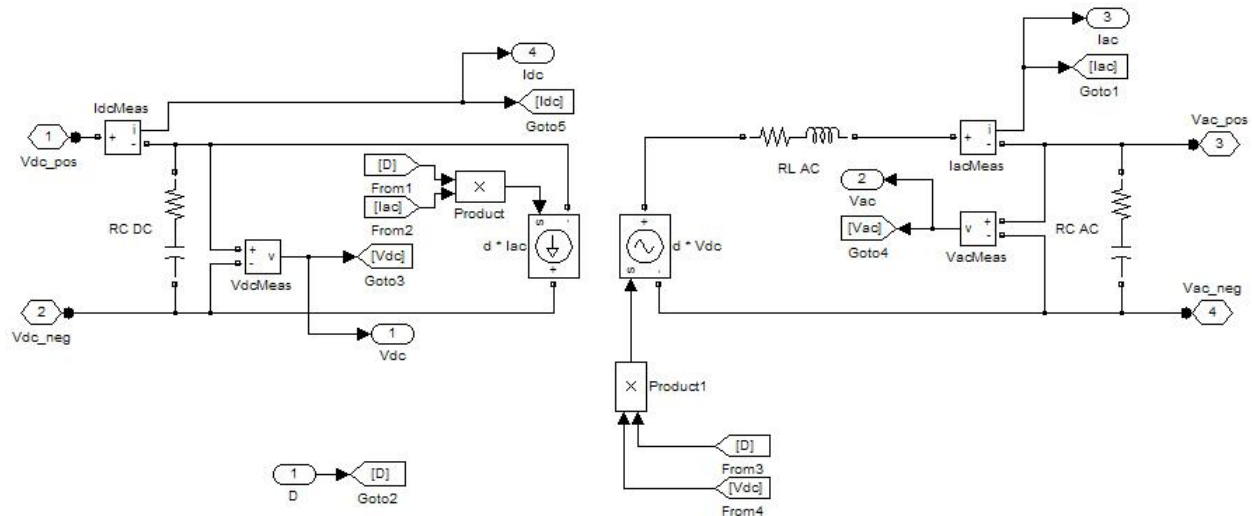 3
Iac
4
Idc
[Iac]
Goto1
IdcMeas
[Idc]
Goto5
i
+
-
1
Vdc_pos
i
+
-
IacMeas
Vac_pos
3
RL AC
[D]
From1
[Iac]
From2
×
Product
s
-
+
d * Iac
+
s
-
d * Vdc
2
Vac
[Vac]
Goto4
v
+
-
VacMeas
RC AC
RC DC
+
-
v
VdcMeas
[Vdc]
Goto3
2
Vdc_neg
1
Vdc
Vac_neg
4
×
Product1
[D]
From3
[Vdc]
From4
1
D
[D]
Goto2